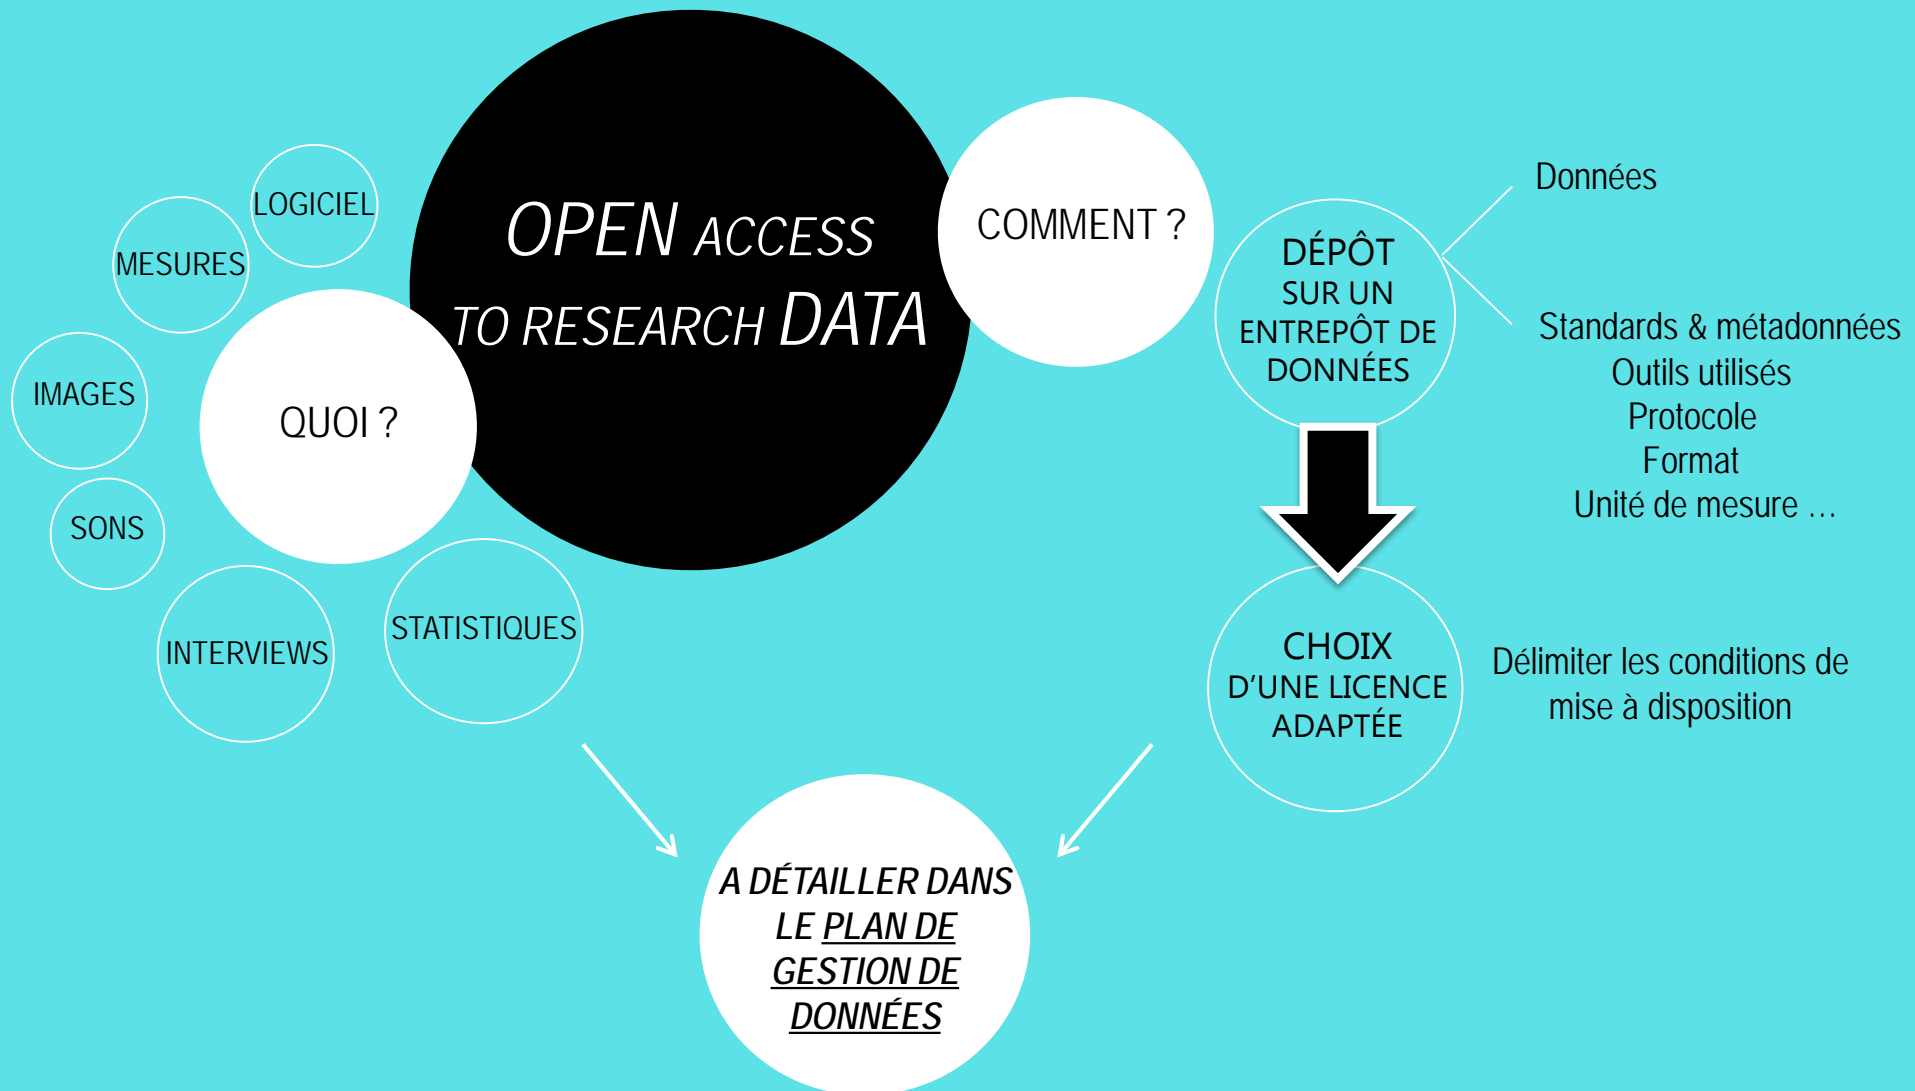 OPEN ACCESS
TO RESEARCH DATA
QUOI ?
LOGICIEL
MESURES
IMAGES
SONS
INTERVIEWS
STATISTIQUES
COMMENT ?
DÉPÔT
SUR UN
ENTREPÔT DE
DONNÉES
Données
Standards & métadonnées
Outils utilisés
Protocole
Format
Unité de mesure …
CHOIX
D’UNE LICENCE
ADAPTÉE
Délimiter les conditions de
mise à disposition
A DÉTAILLER DANS
LE PLAN DE
GESTION DE
DONNÉES